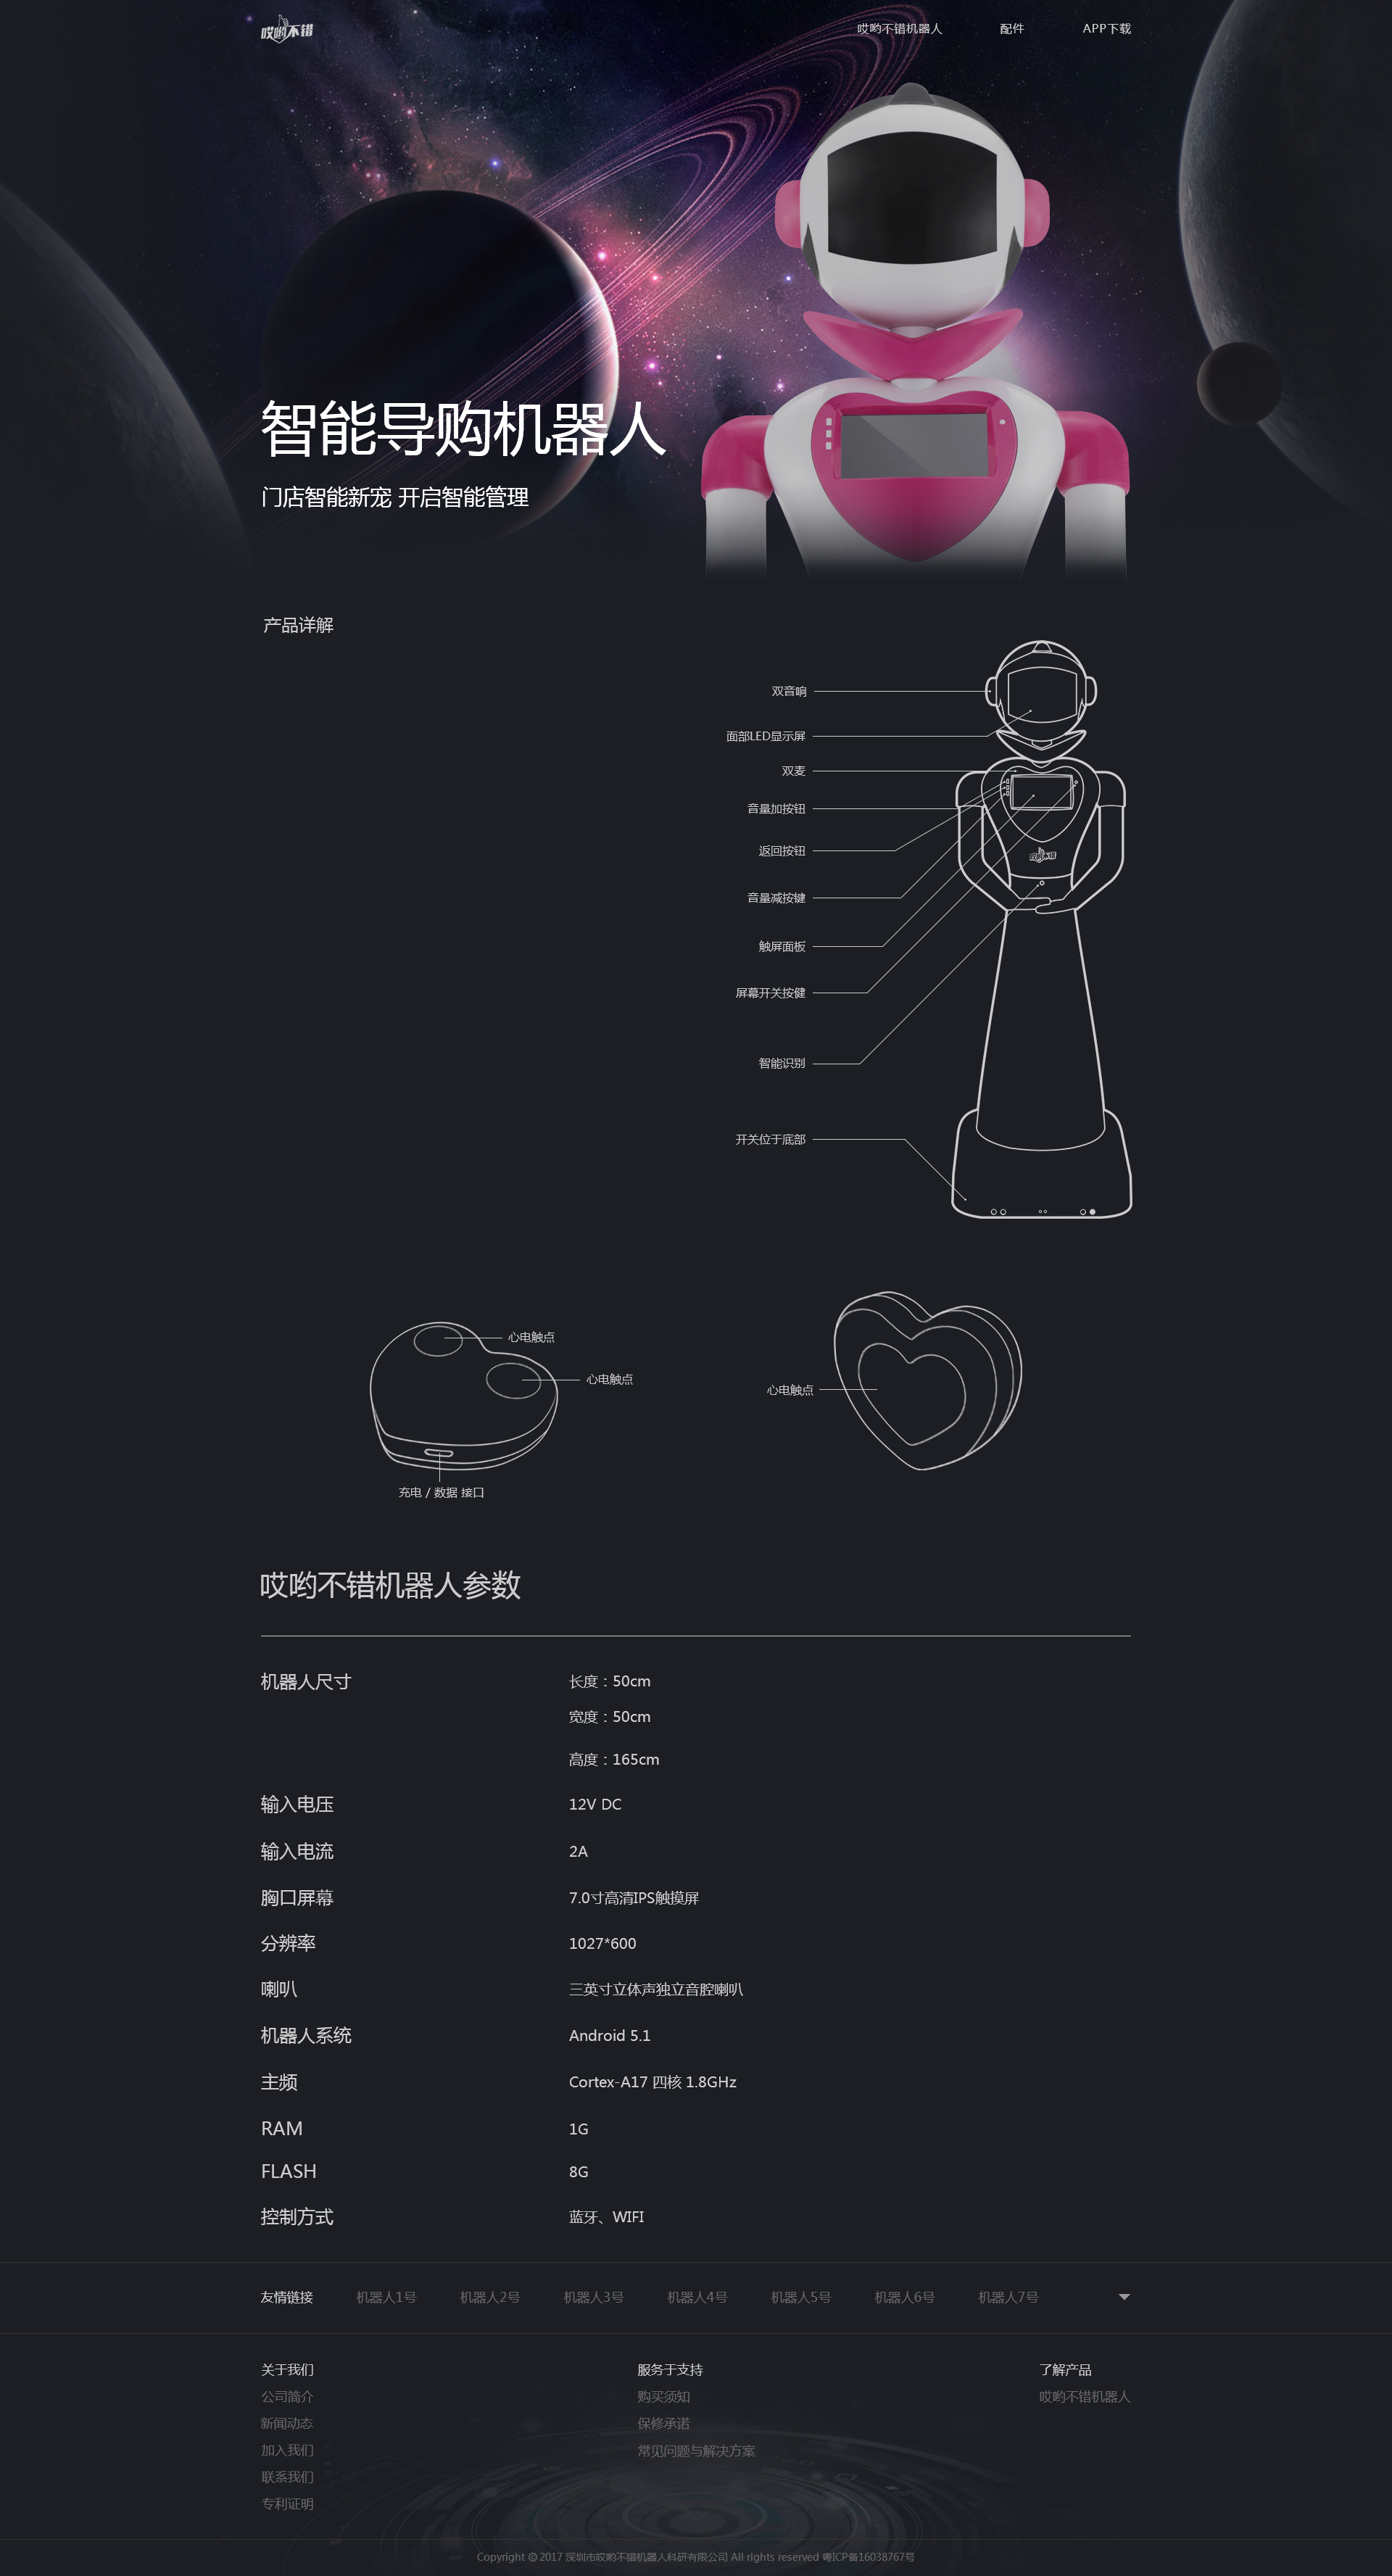 哎哟不错
哎哟不错机器人 配件 APP下载
智能导购机器人
门店智能新宠 开启智能管理
产品详解
双音响
面部LED显示屏
双麦
音量加按钮
返回按钮
哎哟不错
音量减按键
触屏面板
屏幕开关按健
智能识别
开关位于底部
心电触点
心电触点
心电触点
充电 / 数据 接口
哎哟不错机器人参数
机器人尺寸 长度：50cm
宽度：50cm
高度：165cm
输入电压 12V DC
输入电流 2A
胸口屏幕 7.0寸高清IPS触摸屏
分辨率 1027*600
喇叭 三英寸立体声独立音腔喇叭
机器人系统 Android 5.1
主频 Cortex-A17 四核 1.8GHz
RAM 1G
FLASH 8G
控制方式 蓝牙、WIFI
友情链接 机器人1号 机器人2号 机器人3号 机器人4号 机器人5号 机器人6号 机器人7号
关于我们 服务于支持 了解产品
公司简介 购买须知 哎哟不错机器人
新闻动态 保修承诺
加入我们 常见问题与解决方案
联系我们
专利证明
Copyright © 2017 深圳市哎哟不错机器人科研有限公司 All rights reserved 粤ICP备16038767号